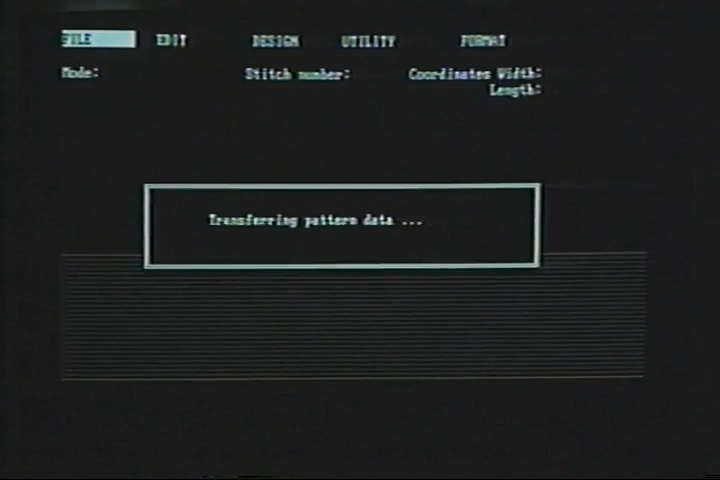 FILE EDIT DESIGN UTILITY FORMAT
Mode: Stitch number: Coordinates Width:
Length:
Transferring pattern data ...